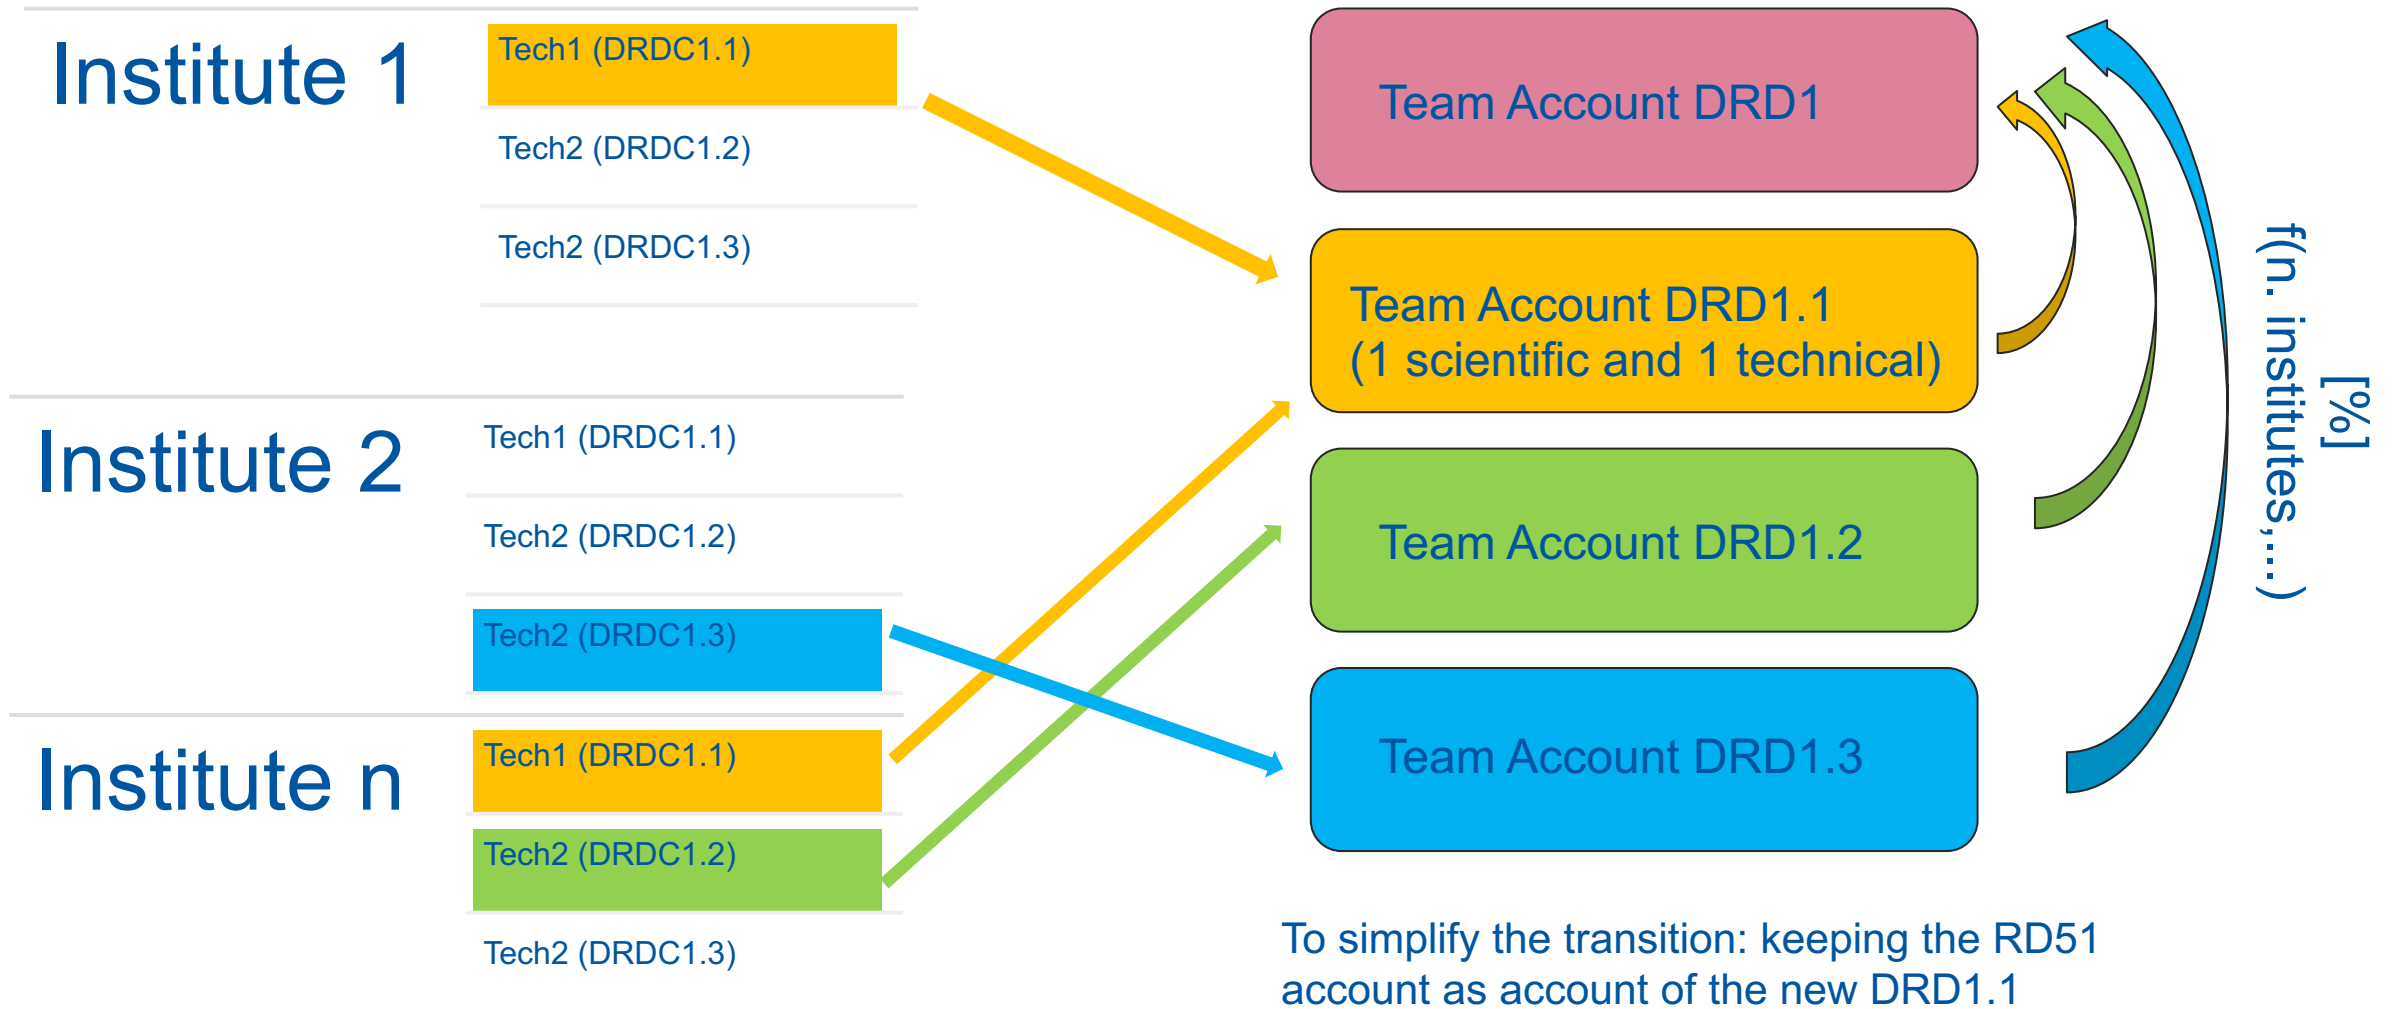 Institute 1
Tech1 (DRDC1.1)
Tech2 (DRDC1.2)
Tech2 (DRDC1.3)
Institute 2
Tech1 (DRDC1.1)
Tech2 (DRDC1.2)
Tech2 (DRDC1.3)
Institute n
Tech1 (DRDC1.1)
Tech2 (DRDC1.2)
Tech2 (DRDC1.3)
Team Account DRD1
Team Account DRD1.1
(1 scientific and 1 technical)
Team Account DRD1.2
Team Account DRD1.3
[%]
f(n. institutes,....)
To simplify the transition: keeping the RD51
account as account of the new DRD1.1